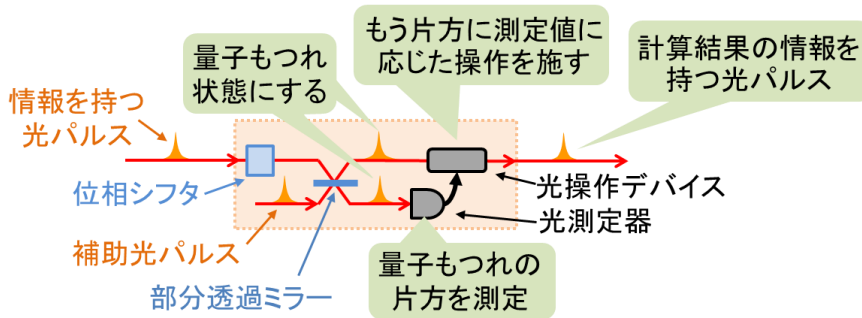 量子もつれ
状態にする
もう片方に測定値に
応じた操作を施す
計算結果の情報を
持つ光パルス
情報を持つ
光パルス
位相シフタ
補助光パルス
部分透過ミラー
量子もつれの
片方を測定
光操作デバイス
光測定器